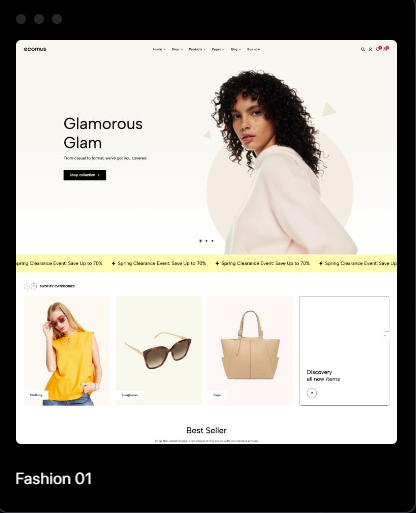 ecomus
Home Shop Products Pages Blog Buy now
Glamorous
Glam
From casual to formal, we've got you covered
Shop collection
Spring Clearance Event: Save Up to 70% Spring Clearance Event: Save Up to 70% Spring Clearance Event: Save Up to 70% Spring Clearance Event: Save Up
SHOP BY CATEGORIES
Clothing
Sunglasses
Bags
Discovery
all new items
Best Seller
Fashion 01